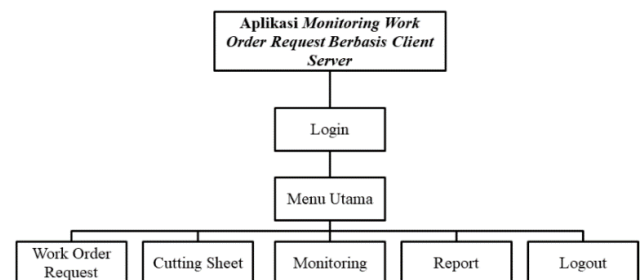 Aplikasi Monitoring Work
Order Request Berbasis Client
Server
Login
Menu Utama
Work Order
Request
Cutting Sheet
Monitoring
Report
Logout